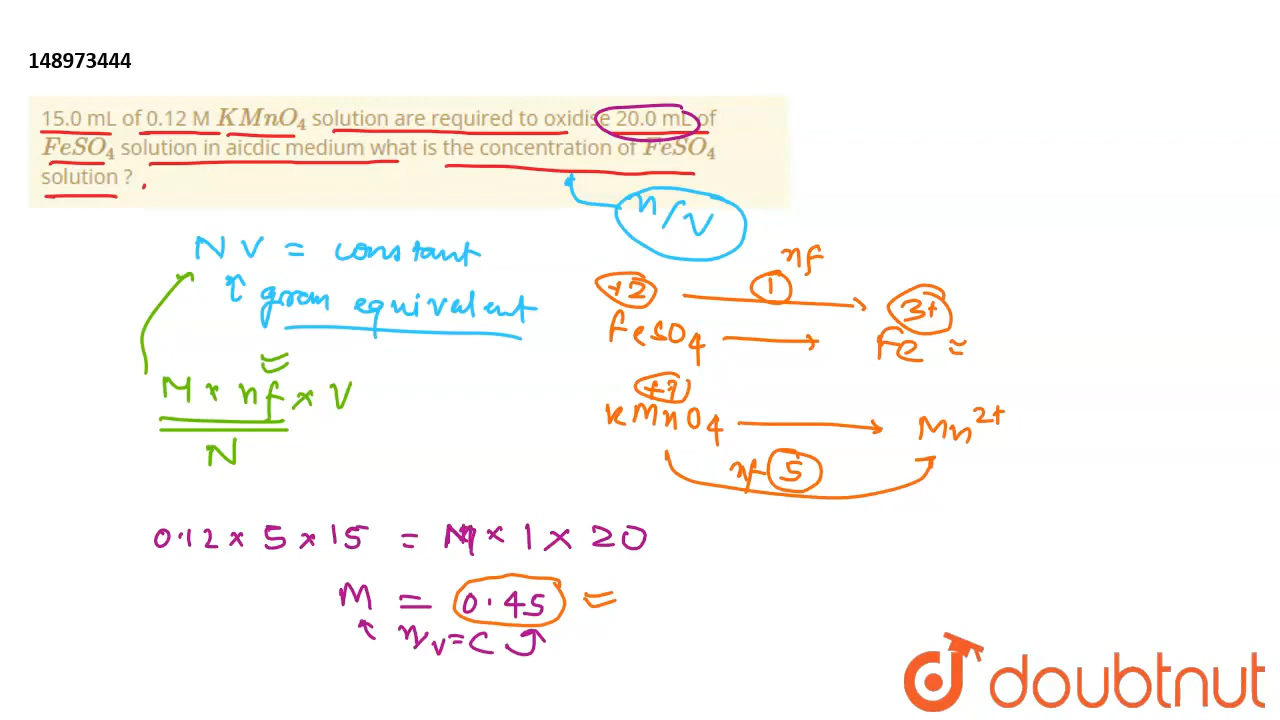 148973444
15.0 mL of 0.12 M KMnO₄ solution are required to oxidise 20.0 mL of
FeSO₄ solution in aicdic medium what is the concentration of FeSO₄
solution ?
n/V
N V = constant
gram equivalent
M × nf × V
N
nf
+2 1 3+
FeSO₄ → Fe
+7
KMnO₄ → Mn²⁺
nf 5
0.12 × 5 × 15 = M × 1 × 20
M = 0.45
n/V = C
doubtnut